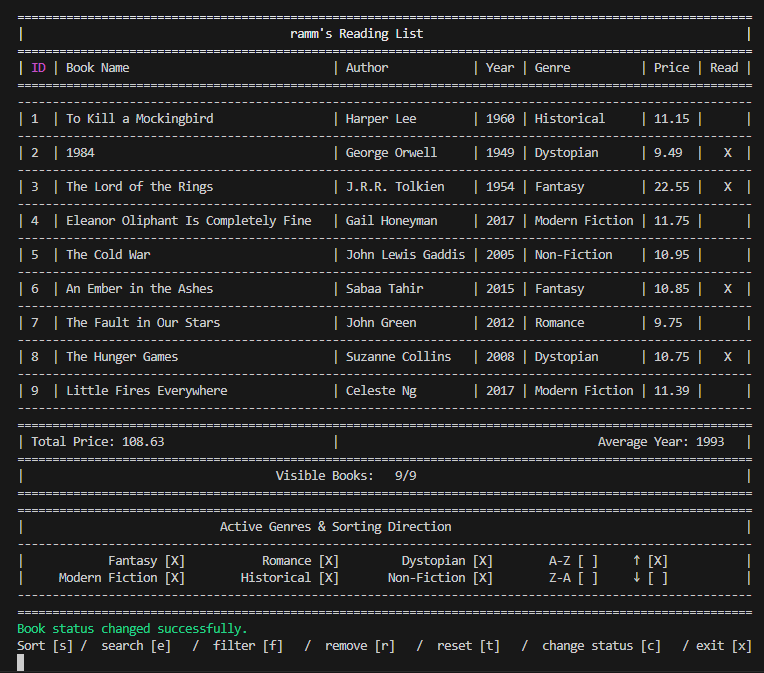 ramm's Reading List
| ID | Book Name | Author | Year | Genre | Price | Read |
| 1 | To Kill a Mockingbird | Harper Lee | 1960 | Historical | 11.15 | |
| 2 | 1984 | George Orwell | 1949 | Dystopian | 9.49 | X |
| 3 | The Lord of the Rings | J.R.R. Tolkien | 1954 | Fantasy | 22.55 | X |
| 4 | Eleanor Oliphant Is Completely Fine | Gail Honeyman | 2017 | Modern Fiction | 11.75 | |
| 5 | The Cold War | John Lewis Gaddis | 2005 | Non-Fiction | 10.95 | |
| 6 | An Ember in the Ashes | Sabaa Tahir | 2015 | Fantasy | 10.85 | X |
| 7 | The Fault in Our Stars | John Green | 2012 | Romance | 9.75 | |
| 8 | The Hunger Games | Suzanne Collins | 2008 | Dystopian | 10.75 | X |
| 9 | Little Fires Everywhere | Celeste Ng | 2017 | Modern Fiction | 11.39 | |
| Total Price: 108.63 | Average Year: 1993 |
| Visible Books: 9/9 |
| Active Genres & Sorting Direction |
| Fantasy [X] Romance [X] Dystopian [X] A-Z [ ] ↑ [X] |
| Modern Fiction [X] Historical [X] Non-Fiction [X] Z-A [ ] ↓ [ ] |
Book status changed successfully.
Sort [s] / search [e] / filter [f] / remove [r] / reset [t] / change status [c] / exit [x]